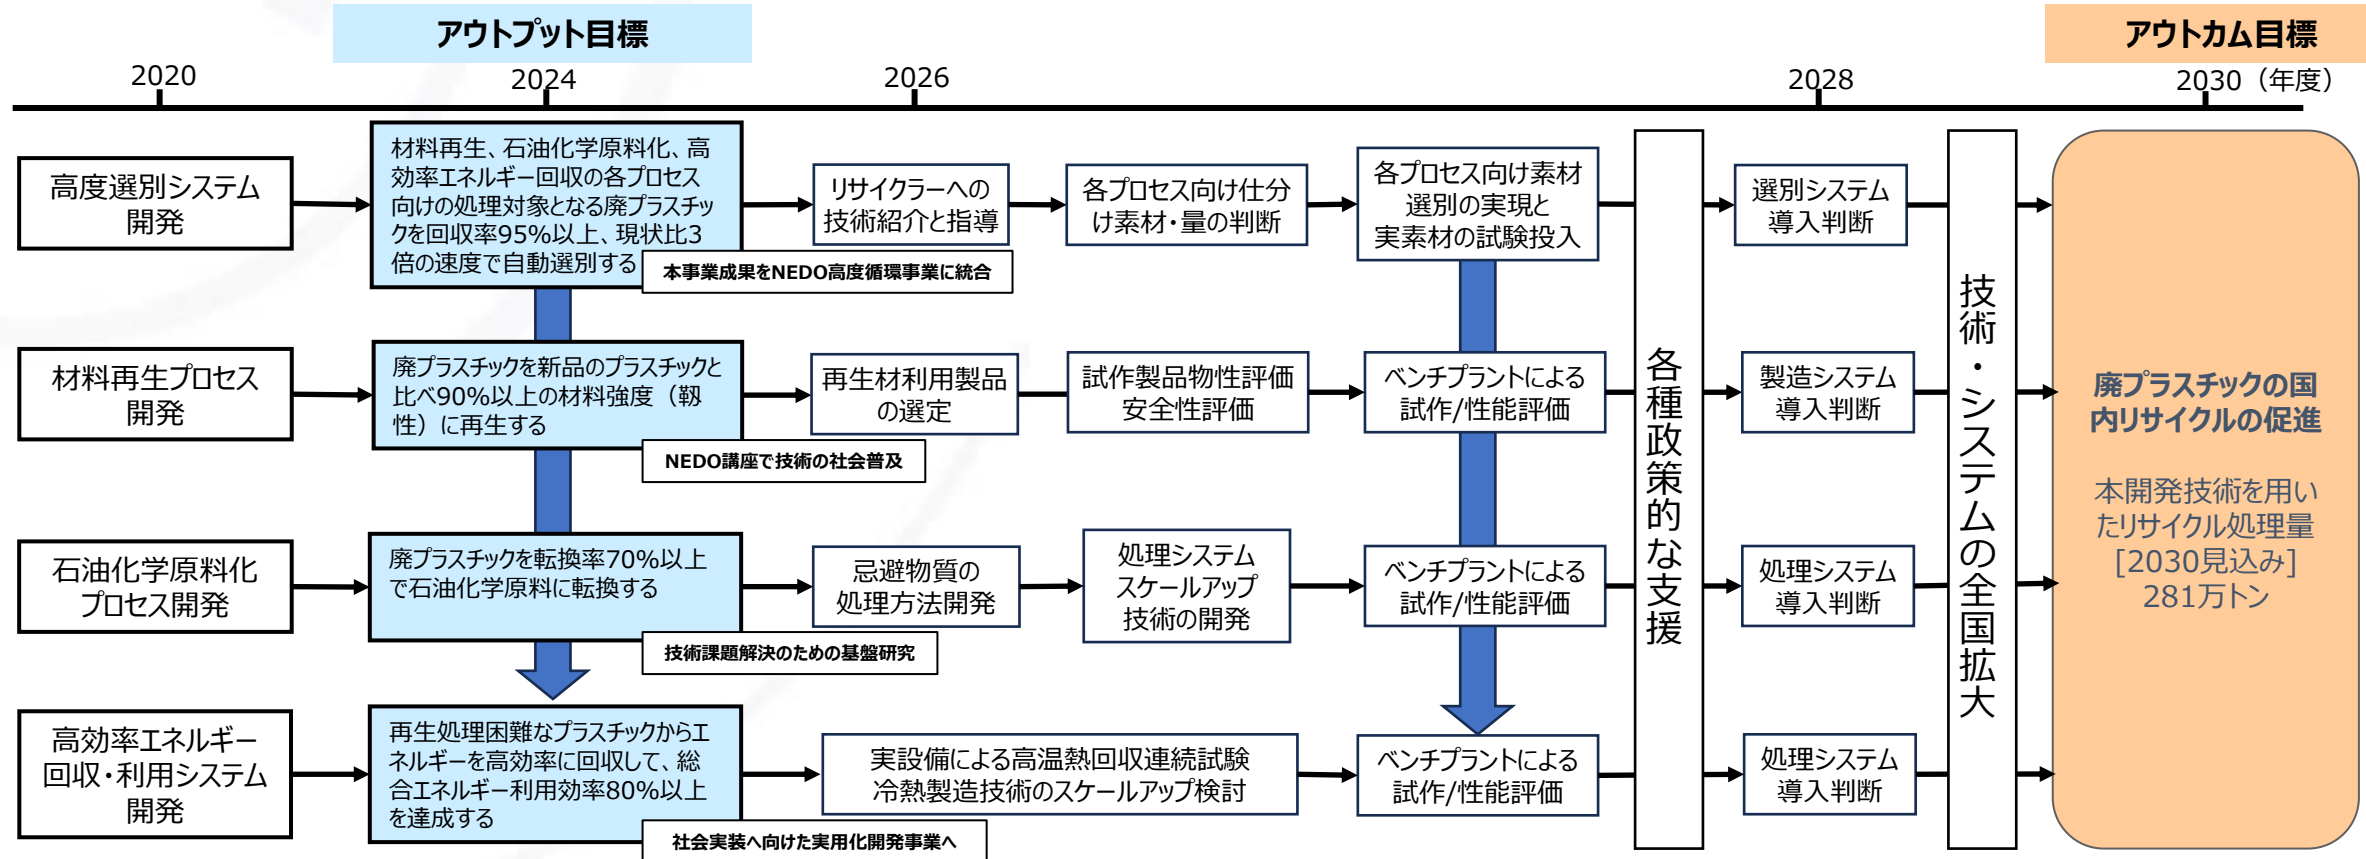 アウトプット目標
アウトカム目標
2020
2024
2026
2028
2030（年度）
高度選別システム
開発
材料再生、石油化学原料化、高
効率エネルギー回収の各プロセス
向けの処理対象となる廃プラスチッ
クを回収率95%以上、現状比3
倍の速度で自動選別する
本事業成果をNEDO高度循環事業に統合
リサイクラーへの
技術紹介と指導
各プロセス向け仕分
け素材・量の判断
各プロセス向け素材
選別の実現と
実素材の試験投入
選別システム
導入判断
材料再生プロセス
開発
廃プラスチックを新品のプラスチックと
比べ90%以上の材料強度（靱
性）に再生する
NEDO講座で技術の社会普及
再生材利用製品
の選定
試作製品物性評価
安全性評価
ベンチプラントによる
試作/性能評価
製造システム
導入判断
石油化学原料化
プロセス開発
廃プラスチックを転換率70%以上
で石油化学原料に転換する
技術課題解決のための基盤研究
忌避物質の
処理方法開発
処理システム
スケールアップ
技術の開発
ベンチプラントによる
試作/性能評価
処理システム
導入判断
高効率エネルギー
回収・利用システム
開発
再生処理困難なプラスチックからエ
ネルギーを高効率に回収して、総
合エネルギー利用効率80%以上
を達成する
社会実装へ向けた実用化開発事業へ
実設備による高温熱回収連続試験
冷熱製造技術のスケールアップ検討
ベンチプラントによる
試作/性能評価
処理システム
導入判断
各種政策的な支援
技術・システムの全国拡大
廃プラスチックの国
内リサイクルの促進
本開発技術を用い
たリサイクル処理量
[2030見込み]
281万トン